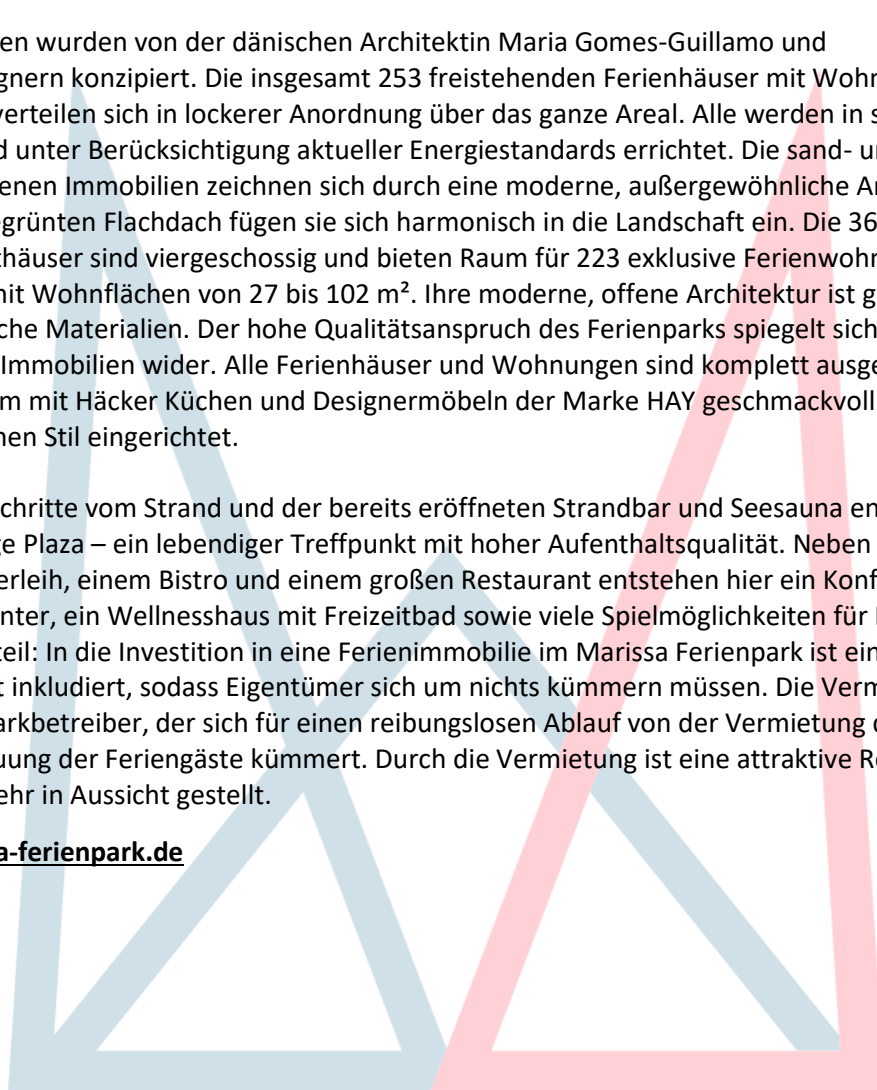 en wurden von der dänischen Architektin Maria Gomes-Guillamo und
gnern konzipiert. Die insgesamt 253 freistehenden Ferienhäuser mit Wohn
verteilen sich in lockerer Anordnung über das ganze Areal. Alle werden in s
d unter Berücksichtigung aktueller Energiestandards errichtet. Die sand- u
enen Immobilien zeichnen sich durch eine moderne, außergewöhnliche A
egrünten Flachdach fügen sie sich harmonisch in die Landschaft ein. Die 36
thäuser sind viergeschossig und bieten Raum für 223 exklusive Ferienwohn
mit Wohnflächen von 27 bis 102 m². Ihre moderne, offene Architektur ist g
che Materialien. Der hohe Qualitätsanspruch des Ferienparks spiegelt sich
Immobilien wider. Alle Ferienhäuser und Wohnungen sind komplett ausge
m mit Häcker Küchen und Designermöbeln der Marke HAY geschmackvoll
hen Stil eingerichtet.
chritte vom Strand und der bereits eröffneten Strandbar und Seesauna en
ge Plaza – ein lebendiger Treffpunkt mit hoher Aufenthaltsqualität. Neben
erleih, einem Bistro und einem großen Restaurant entstehen hier ein Konf
nter, ein Wellnesshaus mit Freizeitbad sowie viele Spielmöglichkeiten für
teil: In die Investition in eine Ferienimmobilie im Marissa Ferienpark ist ein
t inkludiert, sodass Eigentümer sich um nichts kümmern müssen. Die Verm
arkbetreiber, der sich für einen reibungslosen Ablauf von der Vermietung
uung der Feriengäste kümmert. Durch die Vermietung ist eine attraktive R
ehr in Aussicht gestellt.
a-ferienpark.de